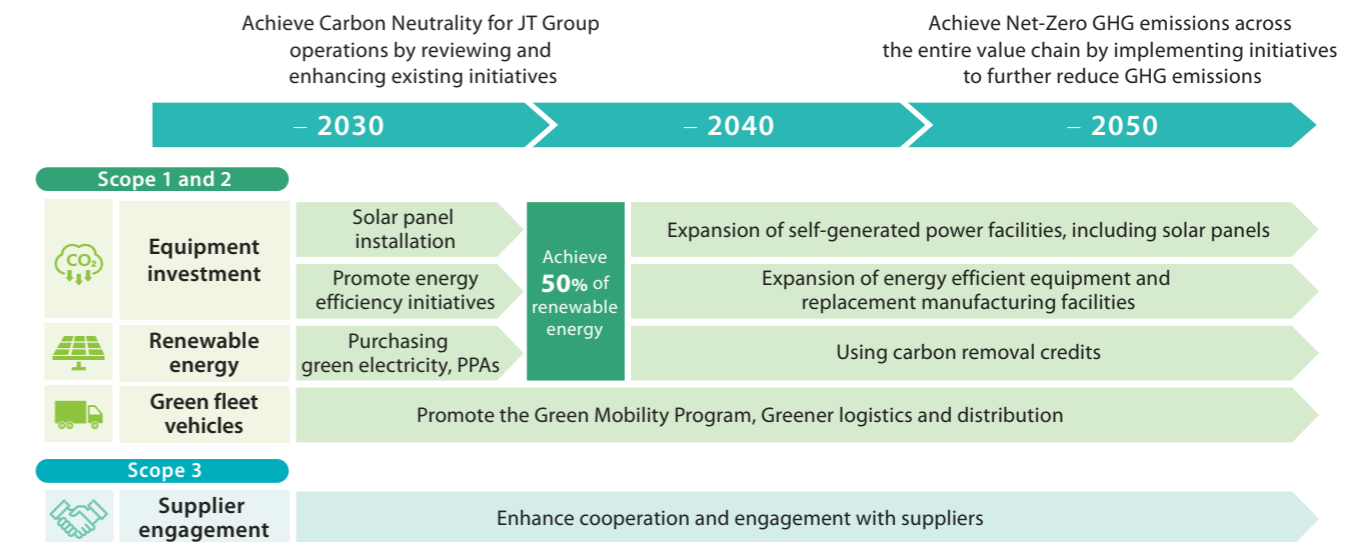 Achieve Carbon Neutrality for JT Group
operations by reviewing and
enhancing existing initiatives
Achieve Net-Zero GHG emissions across
the entire value chain by implementing initiatives
to further reduce GHG emissions
– 2030
– 2040
– 2050
Scope 1 and 2
CO₂
Equipment
investment
Solar panel
installation
Promote energy
efficiency initiatives
Achieve
50% of
renewable
energy
Expansion of self-generated power facilities, including solar panels
Expansion of energy efficient equipment and
replacement manufacturing facilities
Renewable
energy
Purchasing
green electricity, PPAs
Using carbon removal credits
Green fleet
vehicles
Promote the Green Mobility Program, Greener logistics and distribution
Scope 3
Supplier
engagement
Enhance cooperation and engagement with suppliers